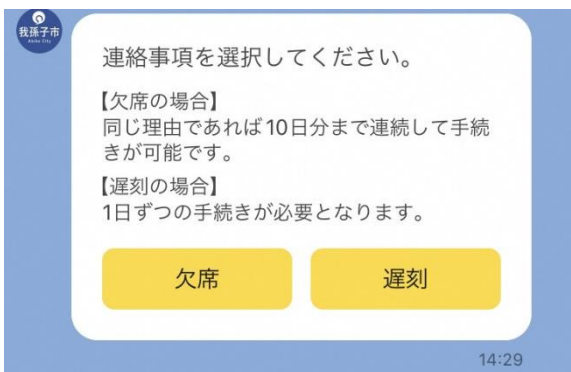 我孫子市
Abiko City
連絡事項を選択してください。
【欠席の場合】
同じ理由であれば10日分まで連続して手続
きが可能です。
【遅刻の場合】
1日ずつの手続きが必要となります。
欠席
遅刻
14:29